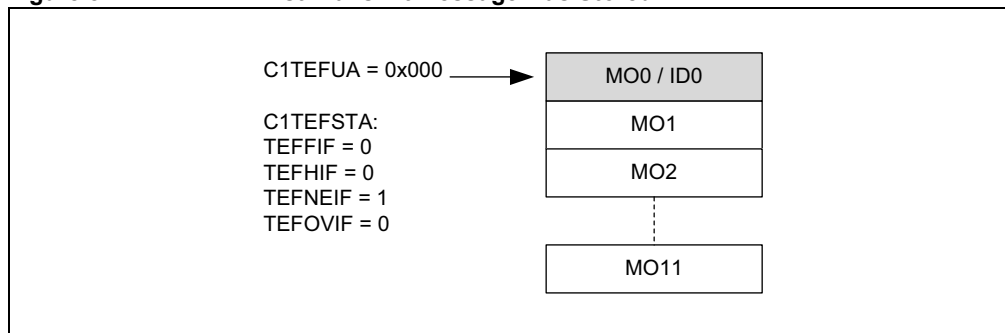 C1TEFUA = 0x000
C1TEFSTA:
TEFFIF = 0
TEFHIF = 0
TEFNEIF = 1
TEFOVIF = 0
MO0 / ID0
MO1
MO2
MO11